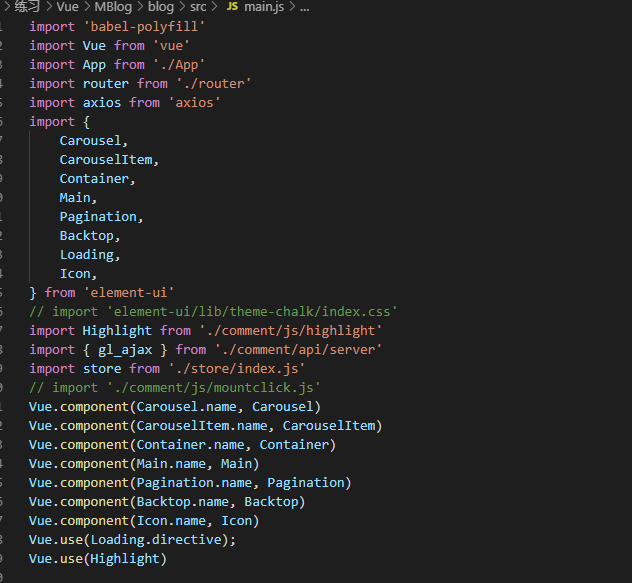 > 练习 > Vue > MBlog > blog > src > JS main.js > ...
import 'babel-polyfill'
import Vue from 'vue'
import App from './App'
import router from './router'
import axios from 'axios'
import {
    Carousel,
    CarouselItem,
    Container,
    Main,
    Pagination,
    Backtop,
    Loading,
    Icon,
} from 'element-ui'
// import 'element-ui/lib/theme-chalk/index.css'
import Highlight from './comment/js/highlight'
import { gl_ajax } from './comment/api/server'
import store from './store/index.js'
// import './comment/js/mountclick.js'
Vue.component(Carousel.name, Carousel)
Vue.component(CarouselItem.name, CarouselItem)
Vue.component(Container.name, Container)
Vue.component(Main.name, Main)
Vue.component(Pagination.name, Pagination)
Vue.component(Backtop.name, Backtop)
Vue.component(Icon.name, Icon)
Vue.use(Loading.directive);
Vue.use(Highlight)